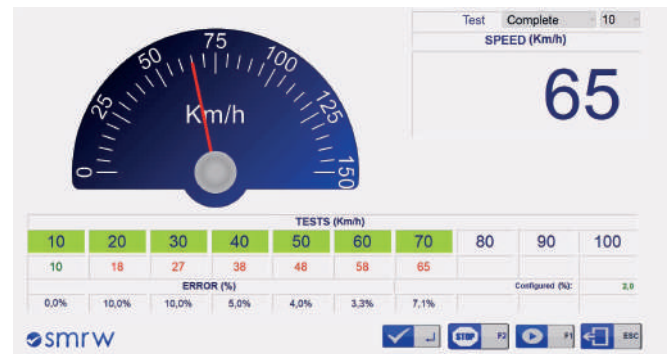 Test Complete 10
SPEED (Km/h)
65
0 25 50 75 100 125 150
Km/h
TESTS (Km/h)
10 20 30 40 50 60 70 80 90 100
10 18 27 38 48 58 65
ERROR (%) Configured (%): 2,0
0,0% 10,0% 10,0% 5,0% 4,0% 3,3% 7,1%
smrw
STOP F2 F1 ESC